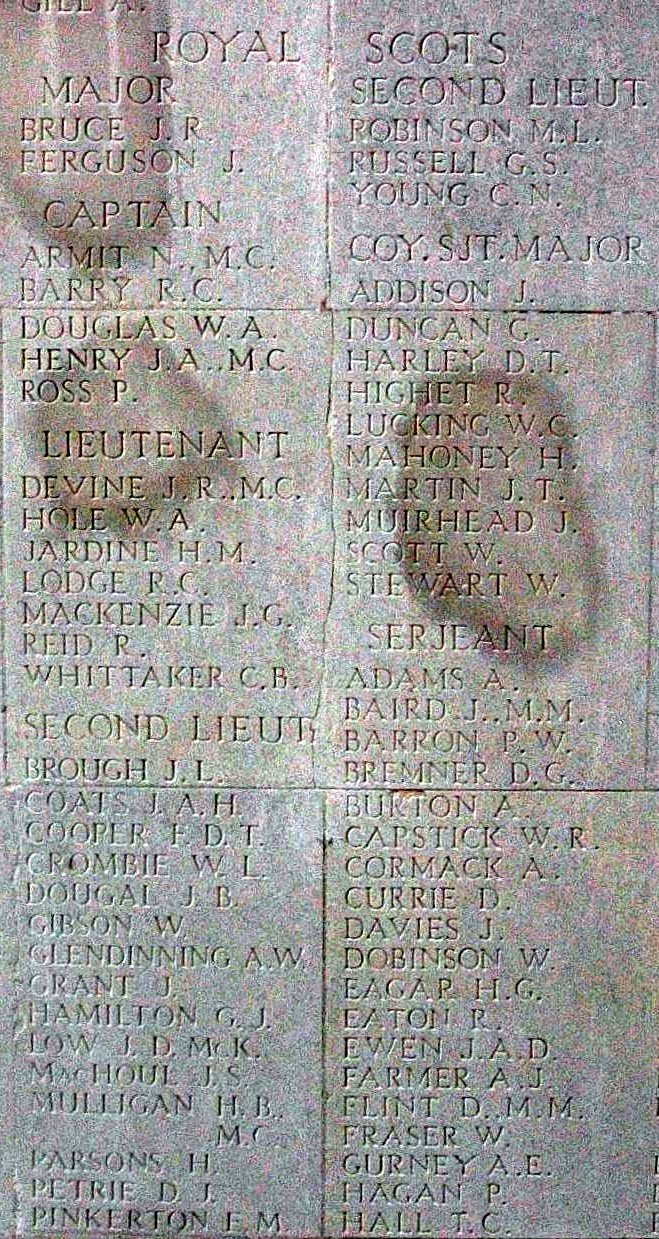 GILL A.
ROYAL SCOTS
MAJOR
BRUCE J. R.
FERGUSON J.
CAPTAIN
ARMIT N., M.C.
BARRY R.C.
DOUGLAS W.A.
HENRY J.A., M.C.
ROSS P.
LIEUTENANT
DEVINE J.R., M.C.
HOLE W.A.
JARDINE H.M.
LODGE R.C.
MACKENZIE J.G.
REID R.
WHITTAKER C.B.
SECOND LIEUT.
BROUGH J.L.
COATS J.A.H.
COOPER F.D.T.
CROMBIE W.L.
DOUGAL J.B.
GIBSON W.
GLENDINNING A.W.
GRANT J.
HAMILTON G.J.
LOW J.D.McK.
MacHOUL J.S.
MULLIGAN H.B.,
M.C.
PARSONS H.
PETRIE D.J.
PINKERTON E.M.
SECOND LIEUT.
ROBINSON M.L.
RUSSELL G.S.
YOUNG C.N.
COY. SJT. MAJOR
ADDISON J.
DUNCAN G.
HARLEY D.T.
HIGHET R.
LUCKING W.C.
MAHONEY H.
MARTIN J.T.
MUIRHEAD J.
SCOTT W.
STEWART W.
SERJEANT
ADAMS A.
BAIRD J., M.M.
BARRON P.W.
BREMNER D.G.
BURTON A.
CAPSTICK W.R.
CORMACK A.
CURRIE D.
DAVIES J.
DOBINSON W.
EAGAR H.G.
EATON R.
EWEN J.A.D.
FARMER A.J.
FLINT D., M.M.
FRASER W.
GURNEY A.E.
HAGAN P.
HALL T.C.